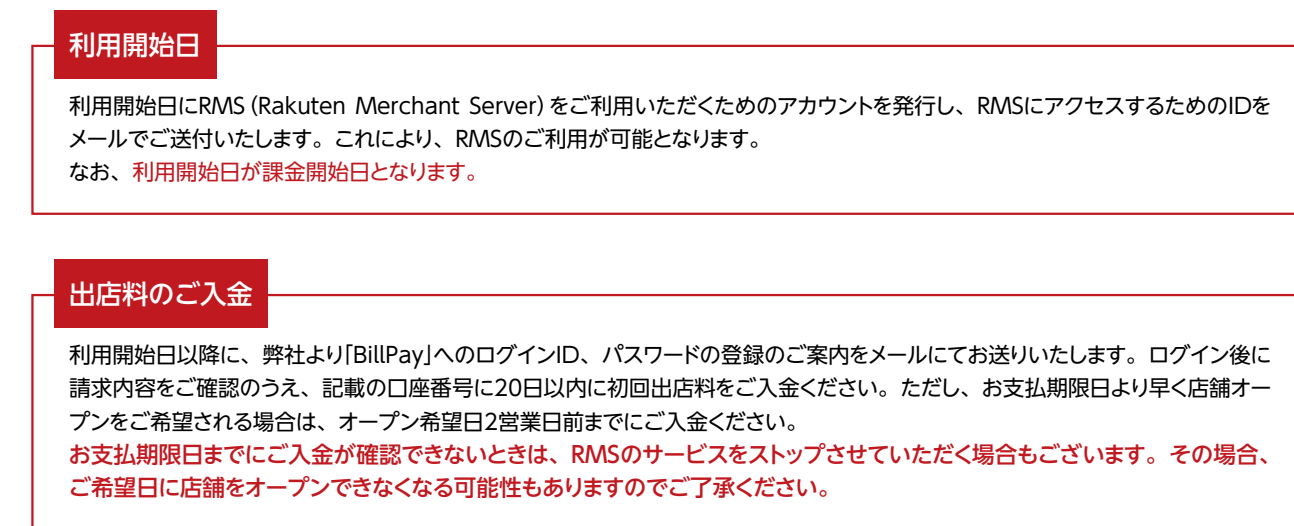 利用開始日
利用開始日にRMS（Rakuten Merchant Server）をご利用いただくためのアカウントを発行し、RMSにアクセスするためのIDを
メールでご送付いたします。これにより、RMSのご利用が可能となります。
なお、利用開始日が課金開始日となります。
出店料のご入金
利用開始日以降に、弊社より「BillPay」へのログインID、パスワードの登録のご案内をメールにてお送りいたします。ログイン後に
請求内容をご確認のうえ、記載の口座番号に20日以内に初回出店料をご入金ください。ただし、お支払期限日より早く店舗オー
プンをご希望される場合は、オープン希望日2営業日前までにご入金ください。
お支払期限日までにご入金が確認できないときは、RMSのサービスをストップさせていただく場合もございます。その場合、
ご希望日に店舗をオープンできなくなる可能性もありますのでご了承ください。